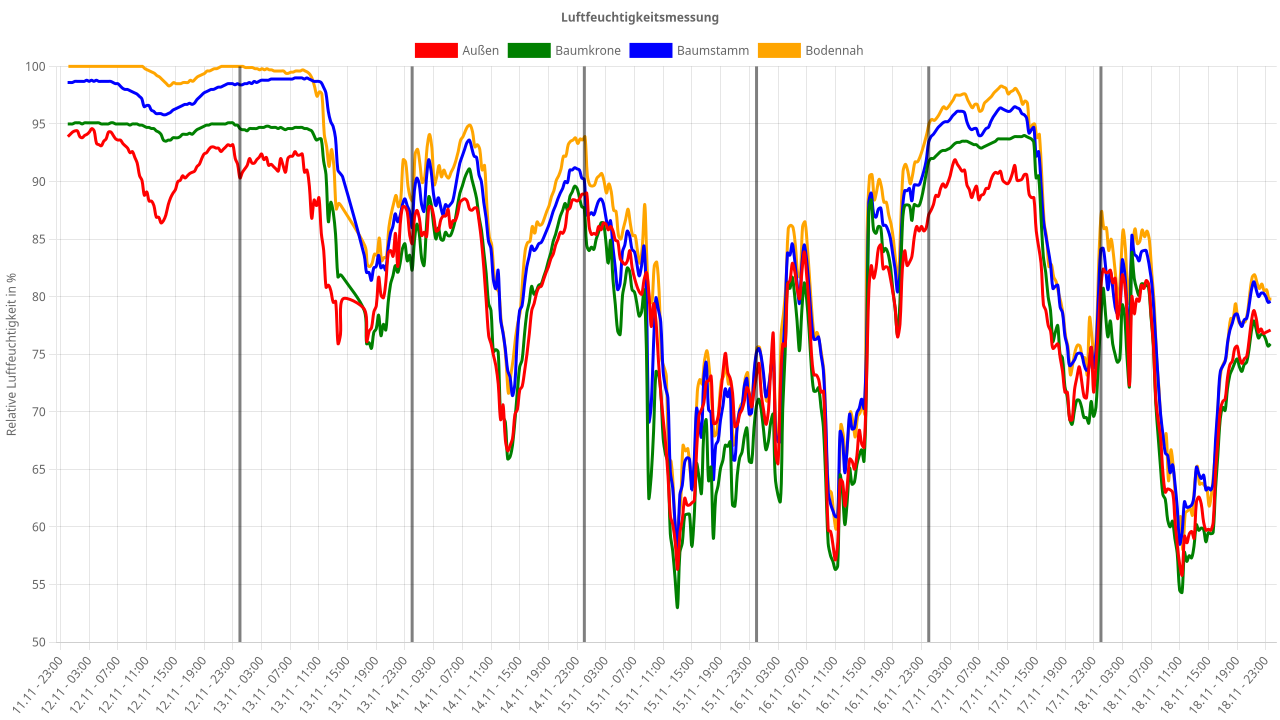 Luftfeuchtigkeitsmessung
Außen Baumkrone Baumstamm Bodennah
Relative Luftfeuchtigkeit in %
100
95
90
85
80
75
70
65
60
55
50
11.11 - 23:00
12.11 - 03:00
12.11 - 07:00
12.11 - 11:00
12.11 - 15:00
12.11 - 19:00
12.11 - 23:00
13.11 - 03:00
13.11 - 07:00
13.11 - 11:00
13.11 - 15:00
13.11 - 19:00
13.11 - 23:00
14.11 - 03:00
14.11 - 07:00
14.11 - 11:00
14.11 - 15:00
14.11 - 19:00
14.11 - 23:00
15.11 - 03:00
15.11 - 07:00
15.11 - 11:00
15.11 - 15:00
15.11 - 19:00
15.11 - 23:00
16.11 - 03:00
16.11 - 07:00
16.11 - 11:00
16.11 - 15:00
16.11 - 19:00
16.11 - 23:00
17.11 - 03:00
17.11 - 07:00
17.11 - 11:00
17.11 - 15:00
17.11 - 19:00
17.11 - 23:00
18.11 - 03:00
18.11 - 07:00
18.11 - 11:00
18.11 - 15:00
18.11 - 19:00
18.11 - 23:00